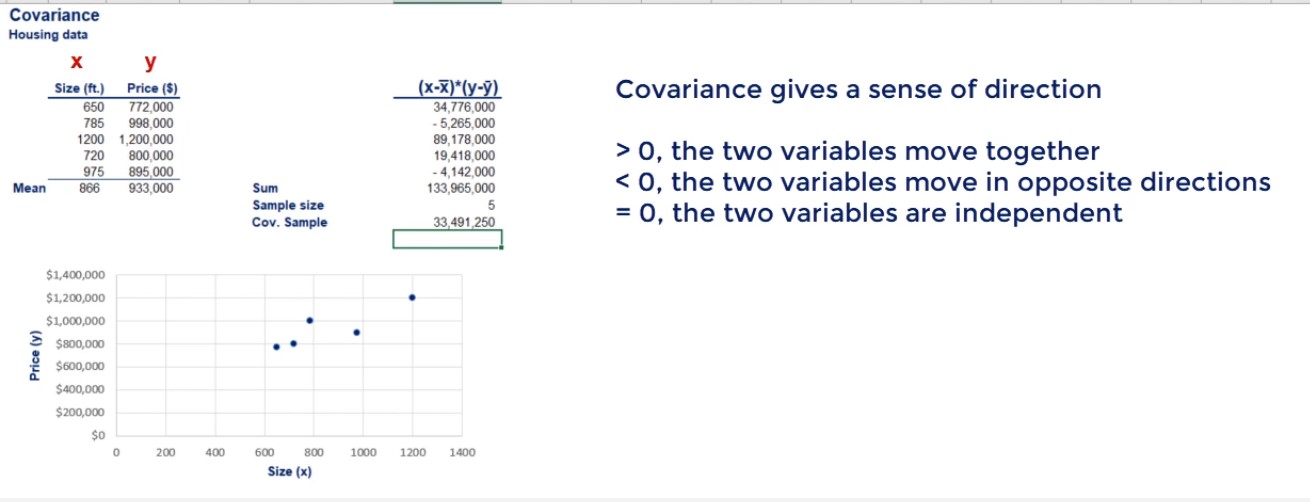 Covariance
Housing data
x y
Size (ft.) Price ($) (x-x̅)*(y-ȳ)
650 772,000 34,776,000
785 998,000 - 5,265,000
1200 1,200,000 89,178,000
720 800,000 19,418,000
975 895,000 - 4,142,000
Mean 866 933,000 Sum 133,965,000
Sample size 5
Cov. Sample 33,491,250
Covariance gives a sense of direction
> 0, the two variables move together
< 0, the two variables move in opposite directions
= 0, the two variables are independent
$1,400,000
$1,200,000
$1,000,000
$800,000
$600,000
$400,000
$200,000
$0
Price (y)
0 200 400 600 800 1000 1200 1400
Size (x)